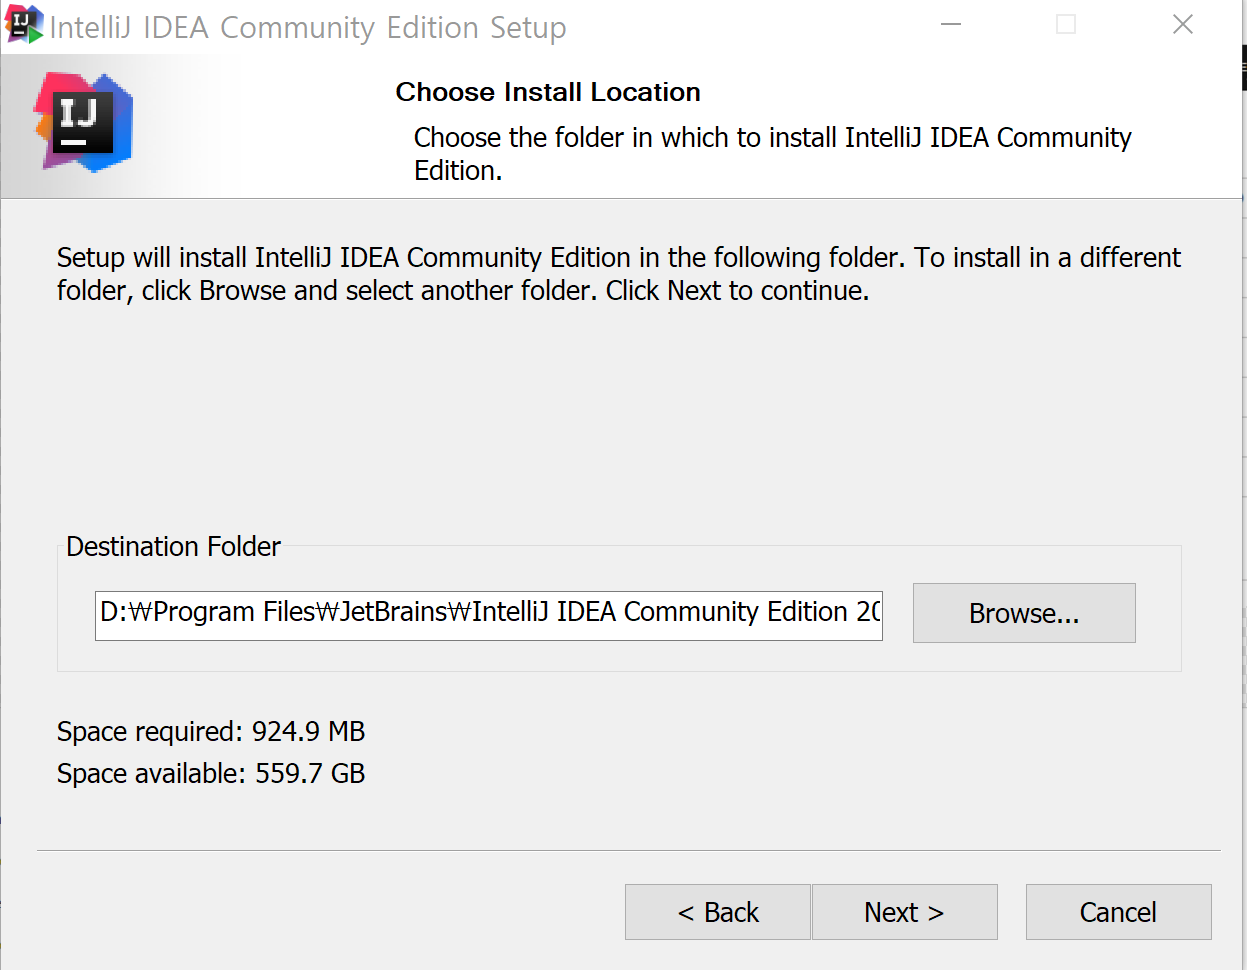 IntelliJ IDEA Community Edition Setup
IJ
Choose Install Location
Choose the folder in which to install IntelliJ IDEA Community
Edition.
Setup will install IntelliJ IDEA Community Edition in the following folder. To install in a different
folder, click Browse and select another folder. Click Next to continue.
Destination Folder
D:₩Program Files₩JetBrains₩IntelliJ IDEA Community Edition 20
Browse...
Space required: 924.9 MB
Space available: 559.7 GB
< Back
Next >
Cancel